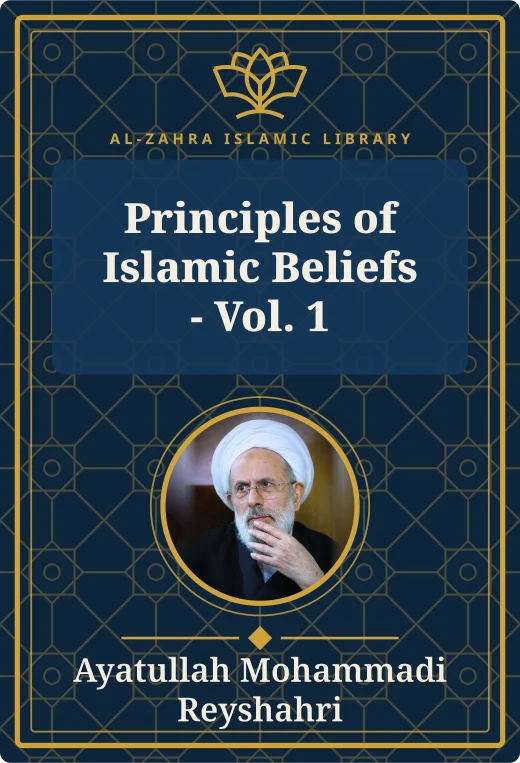 AL-ZAHRA ISLAMIC LIBRARY
Principles of
Islamic Beliefs
- Vol. 1
Ayatullah Mohammadi
Reyshahri